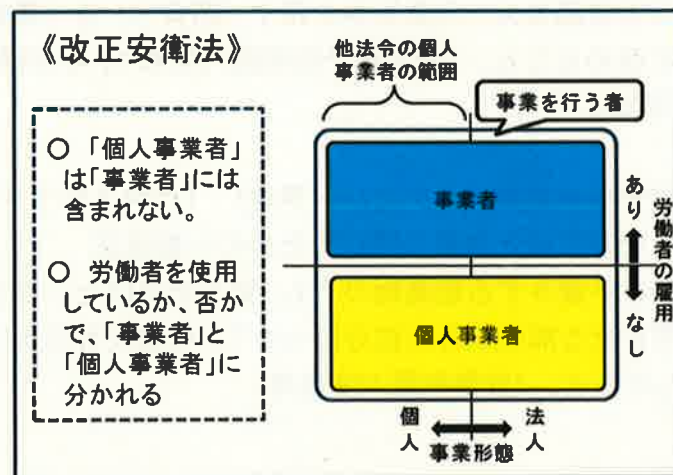 《改正安衛法》
○ 「個人事業者」
は「事業者」には
含まれない。
○ 労働者を使用
しているか、否か
で、「事業者」と
「個人事業者」に
分かれる
他法令の個人
事業者の範囲
事業を行う者
事業者
個人事業者
あり
なし
労働者の雇用
個人
法人
事業形態